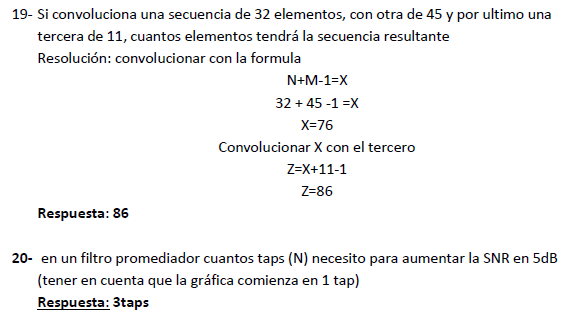 19- Si convoluciona una secuencia de 32 elementos, con otra de 45 y por ultimo una
tercera de 11, cuantos elementos tendrá la secuencia resultante
Resolución: convolucionar con la formula
N+M-1=X
32 + 45 -1 =X
X=76
Convolucionar X con el tercero
Z=X+11-1
Z=86
Respuesta: 86
20- en un filtro promediador cuantos taps (N) necesito para aumentar la SNR en 5dB
(tener en cuenta que la gráfica comienza en 1 tap)
Respuesta: 3taps